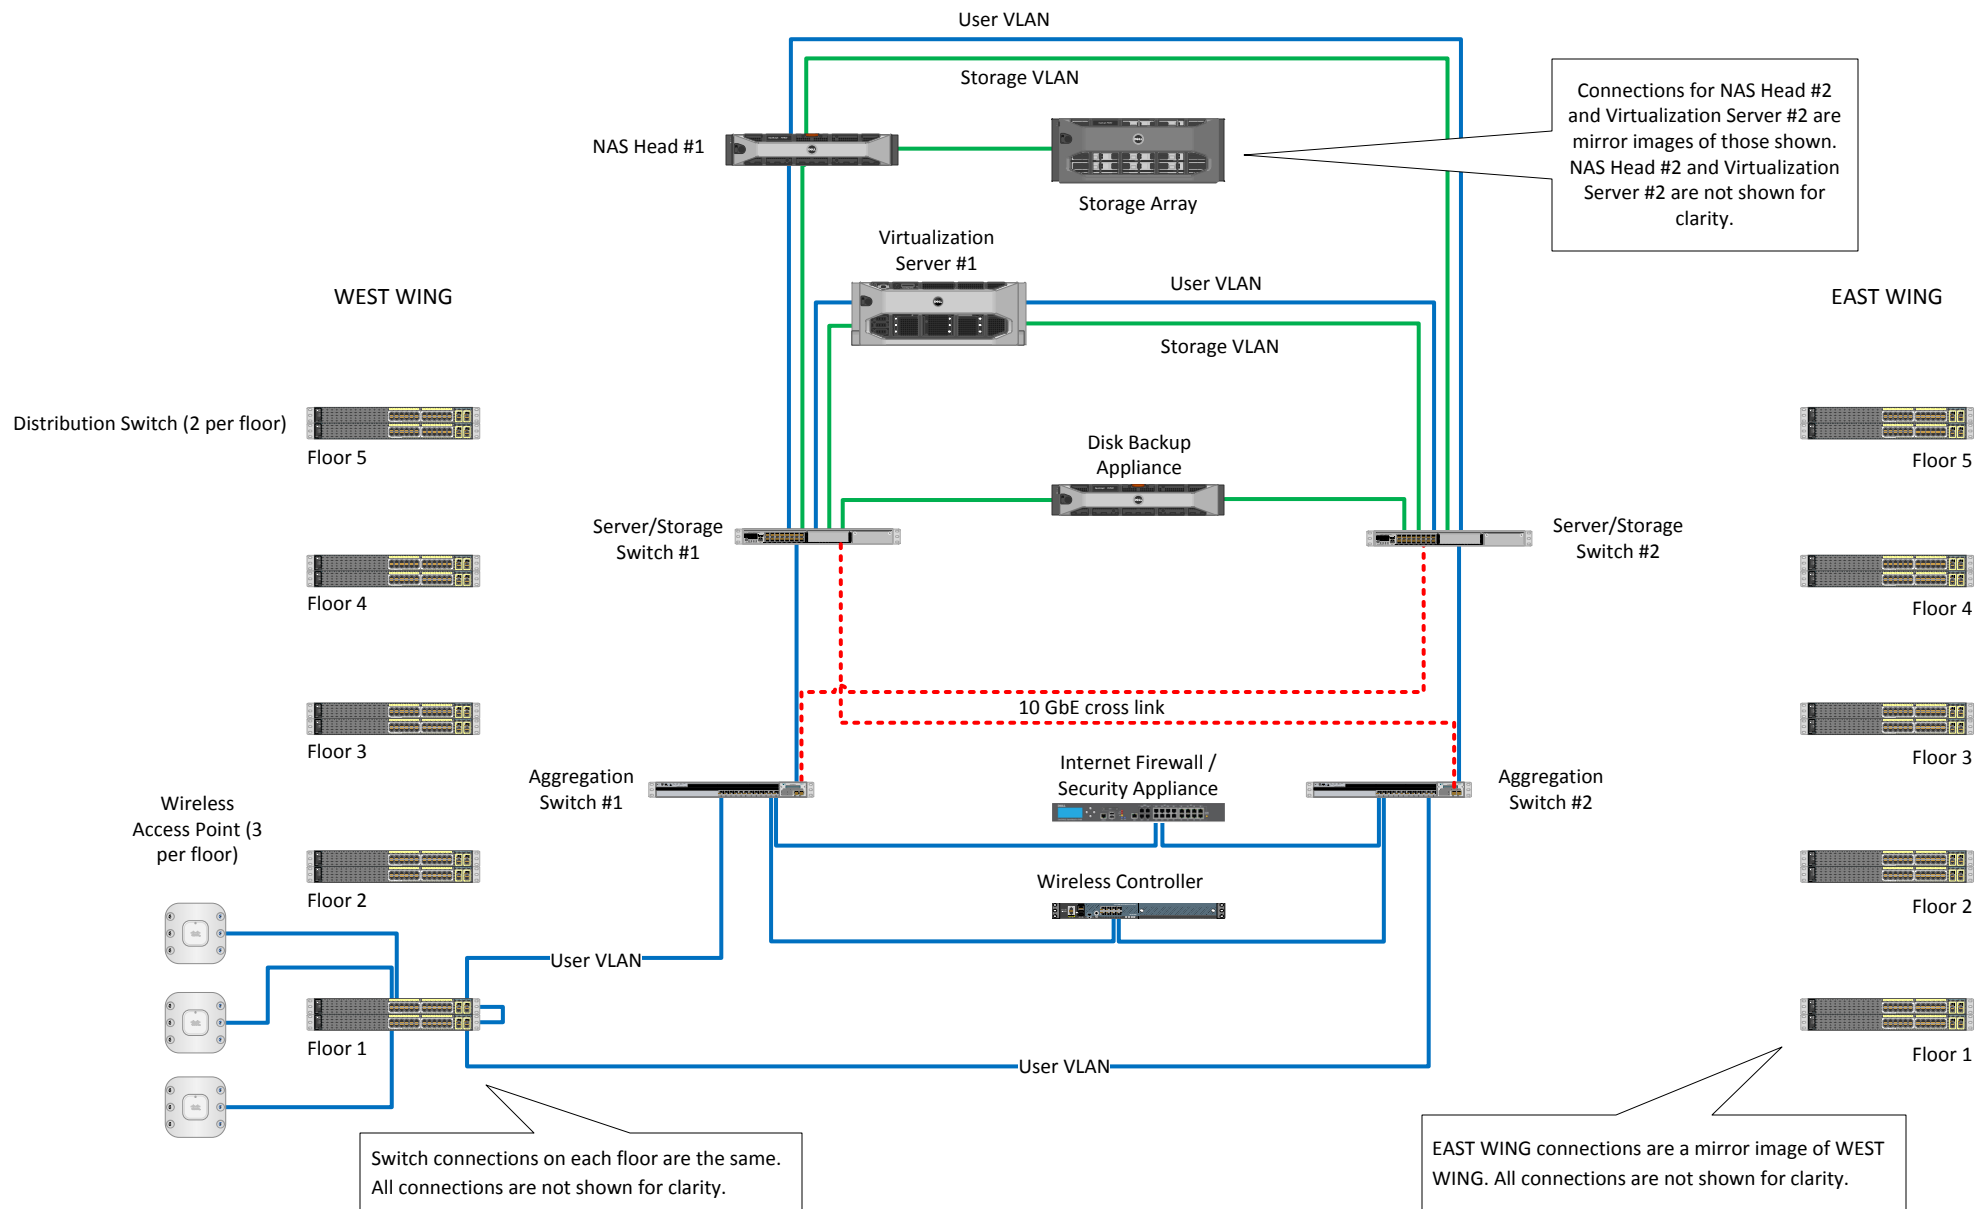 User VLAN
Storage VLAN
NAS Head #1
Storage Array
Connections for NAS Head #2
and Virtualization Server #2 are
mirror images of those shown.
NAS Head #2 and Virtualization
Server #2 are not shown for
clarity.
Virtualization
Server #1
User VLAN
Storage VLAN
WEST WING
EAST WING
Distribution Switch (2 per floor)
Floor 5
Floor 5
Disk Backup
Appliance
Server/Storage
Switch #1
Server/Storage
Switch #2
Floor 4
Floor 4
10 GbE cross link
Floor 3
Floor 3
Aggregation
Switch #1
Internet Firewall /
Security Appliance
Aggregation
Switch #2
Wireless
Access Point (3
per floor)
Floor 2
Wireless Controller
Floor 2
User VLAN
Floor 1
Floor 1
User VLAN
Switch connections on each floor are the same.
All connections are not shown for clarity.
EAST WING connections are a mirror image of WEST
WING. All connections are not shown for clarity.